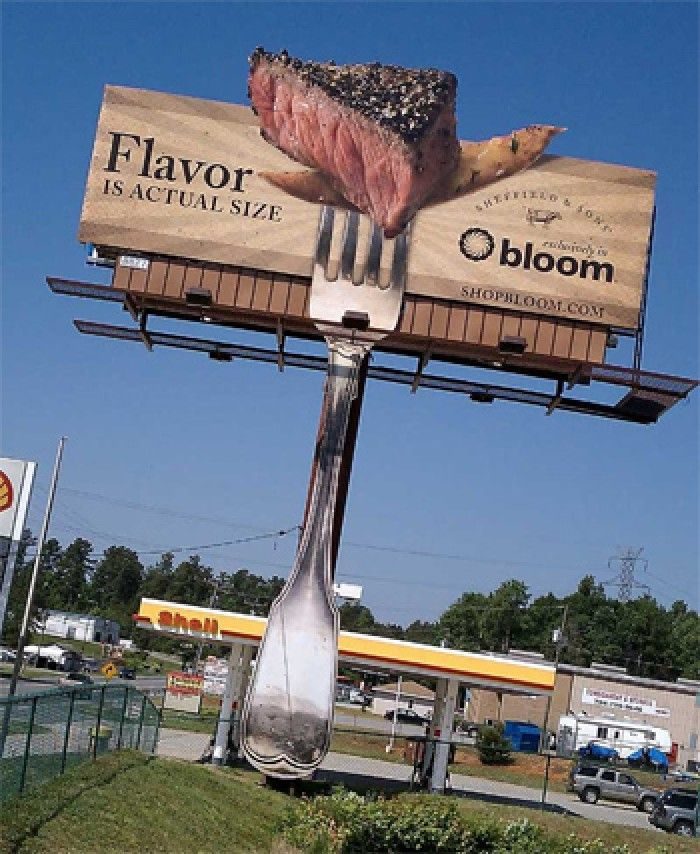 Flavor
IS ACTUAL SIZE
SHEFFIELD & SONS
exclusively in
bloom
SHOPBLOOM.COM
Shell